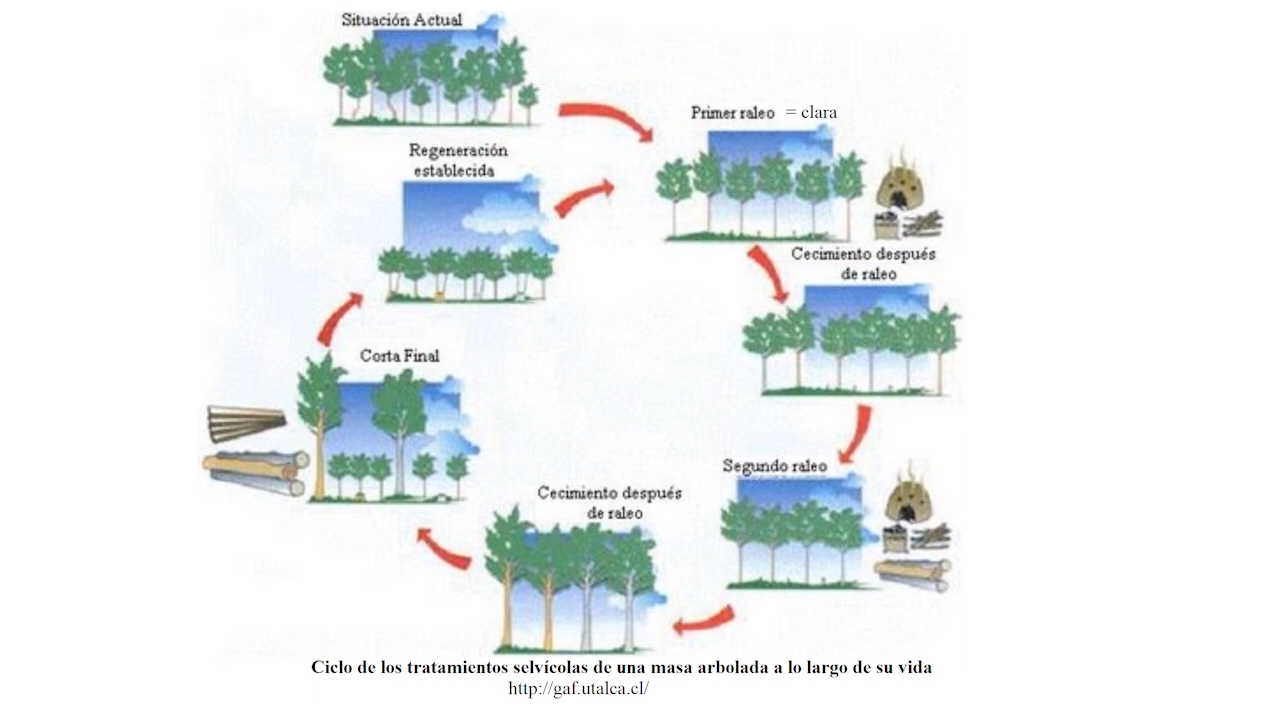 Situación Actual
Primer raleo = clara
Regeneración
establecida
Cecimiento después
de raleo
Corta Final
Segundo raleo
Cecimiento después
de raleo
Ciclo de los tratamientos selvícolas de una masa arbolada a lo largo de su vida
http://gaf.utalca.cl/